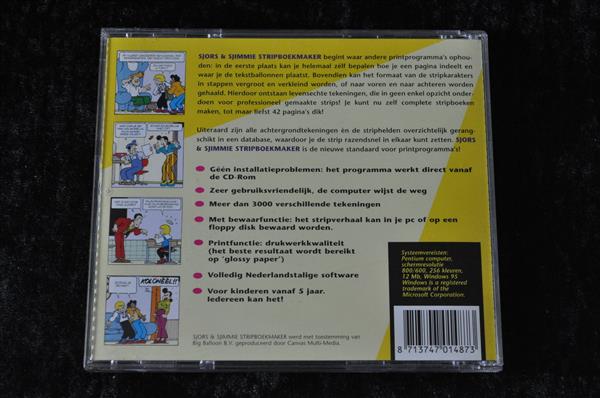 SJORS & SJIMMIE STRIPBOEKMAKER begint waar andere printprogramma's ophou-
den: in de eerste plaats kan je helemaal zélf bepalen hoe je een pagina indeelt en
waar je de tekstballonnen plaatst. Bovendien kan het formaat van de stripkarakters
in stappen vergroot en verkleind worden, of naar voren of naar achteren worden
gehaald. Hierdoor ontstaan levensechte tekeningen, die in geen enkel opzicht onder-
doen voor professioneel gemaakte strips! Je kunt nu zelf complete stripboeken
maken, tot liefst 42 pagina's dik!
Uiteraard zijn alle achtergrondtekeningen én de striphelden overzichtelijk gerang-
schikt in een database, waardoor je de strip razendsnel in elkaar kunt zetten. SJORS
& SJIMMIE STRIPBOEKMAKER is de nieuwe standaard voor printprogramma's!
Géén installatieproblemen: het programma werkt direct vanaf
de CD-Rom
Zeer gebruiksvriendelijk, de computer wijst de weg
Meer dan 3000 verschillende tekeningen
Met bewaarfunctie: het stripverhaal kan in je pc of op een
floppy disk bewaard worden.
Printfunctie: drukwerkkwaliteit
(het beste resultaat wordt bereikt
op 'glossy paper')
Volledig Nederlandstalige software
Voor kinderen vanaf 5 jaar.
Iedereen kan het!
KOLONEL!!
Systeemvereisten:
Pentium computer,
schermresolutie
800/600, 256 kleuren,
12 Mb, Windows 95
Windows is a registered
trademark of the
Microsoft Corporation.
SJORS & SJIMMIE STRIPBOEKMAKER werd met toestemming van
Big Balloon B.V. geproduceerd door Canvas Multi-Media.
8 713747 014873